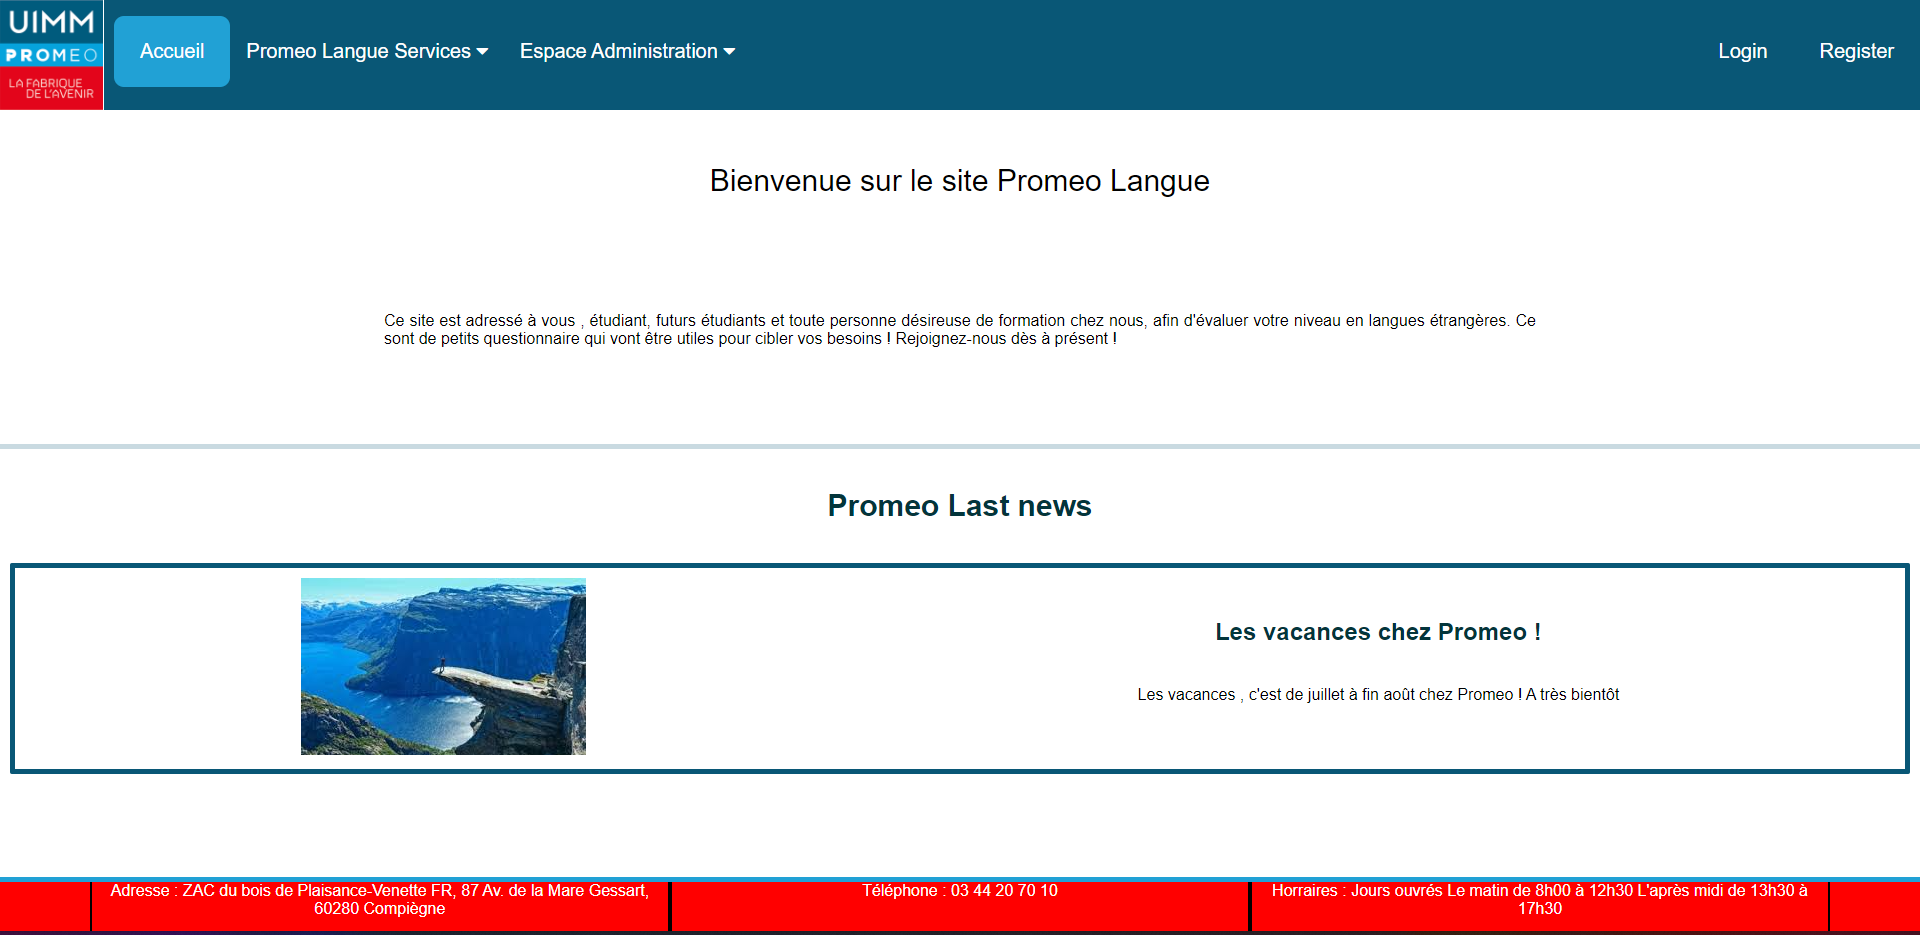 UIMM
PROMEO
LA FABRIQUE
DE L'AVENIR
Accueil
Promeo Langue Services
Espace Administration
Login
Register
Bienvenue sur le site Promeo Langue
Ce site est adressé à vous , étudiant, futurs étudiants et toute personne désireuse de formation chez nous, afin d'évaluer votre niveau en langues étrangères. Ce
sont de petits questionnaire qui vont être utiles pour cibler vos besoins ! Rejoignez-nous dès à présent !
Promeo Last news
Les vacances chez Promeo !
Les vacances , c'est de juillet à fin août chez Promeo ! A très bientôt
Adresse : ZAC du bois de Plaisance-Venette FR, 87 Av. de la Mare Gessart,
60280 Compiègne
Téléphone : 03 44 20 70 10
Horraires : Jours ouvrés Le matin de 8h00 à 12h30 L'après midi de 13h30 à
17h30